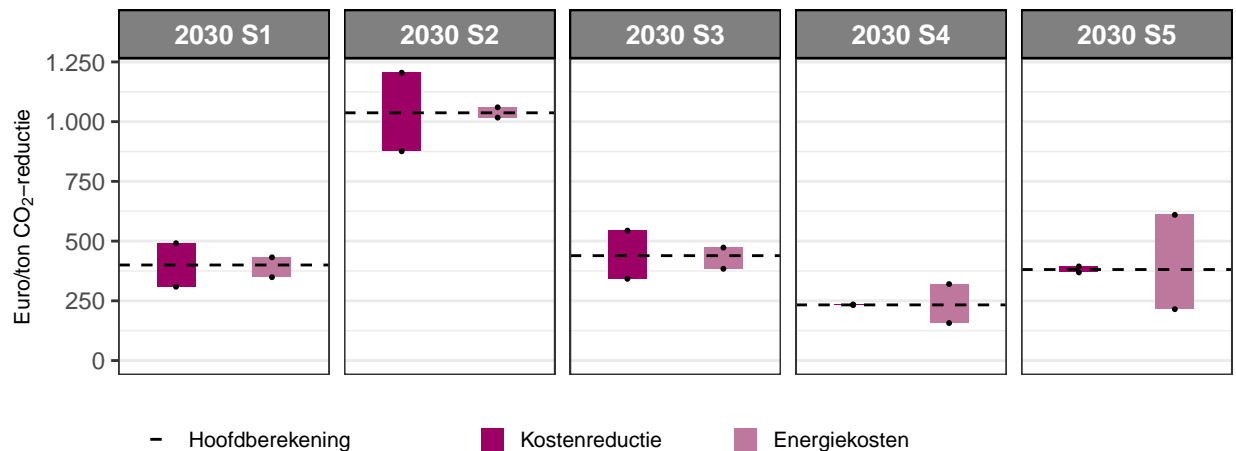 2030 S1 2030 S2 2030 S3 2030 S4 2030 S5
1.250
1.000
750
500
250
0
Euro/ton CO₂–reductie
Hoofdberekening Kostenreductie Energiekosten